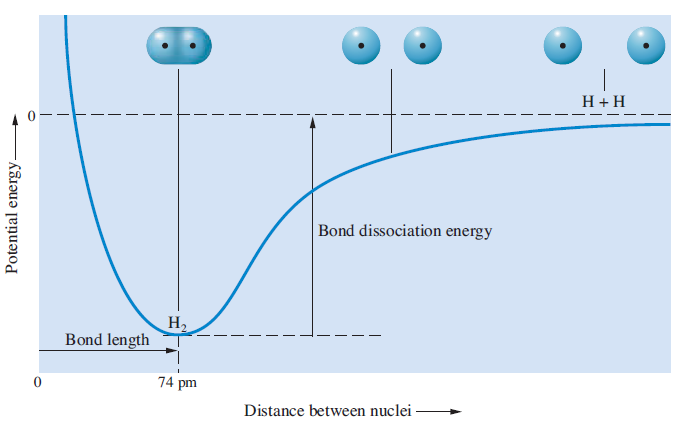 H + H
0
Potential energy
Bond dissociation energy
H₂
Bond length
0
74 pm
Distance between nuclei